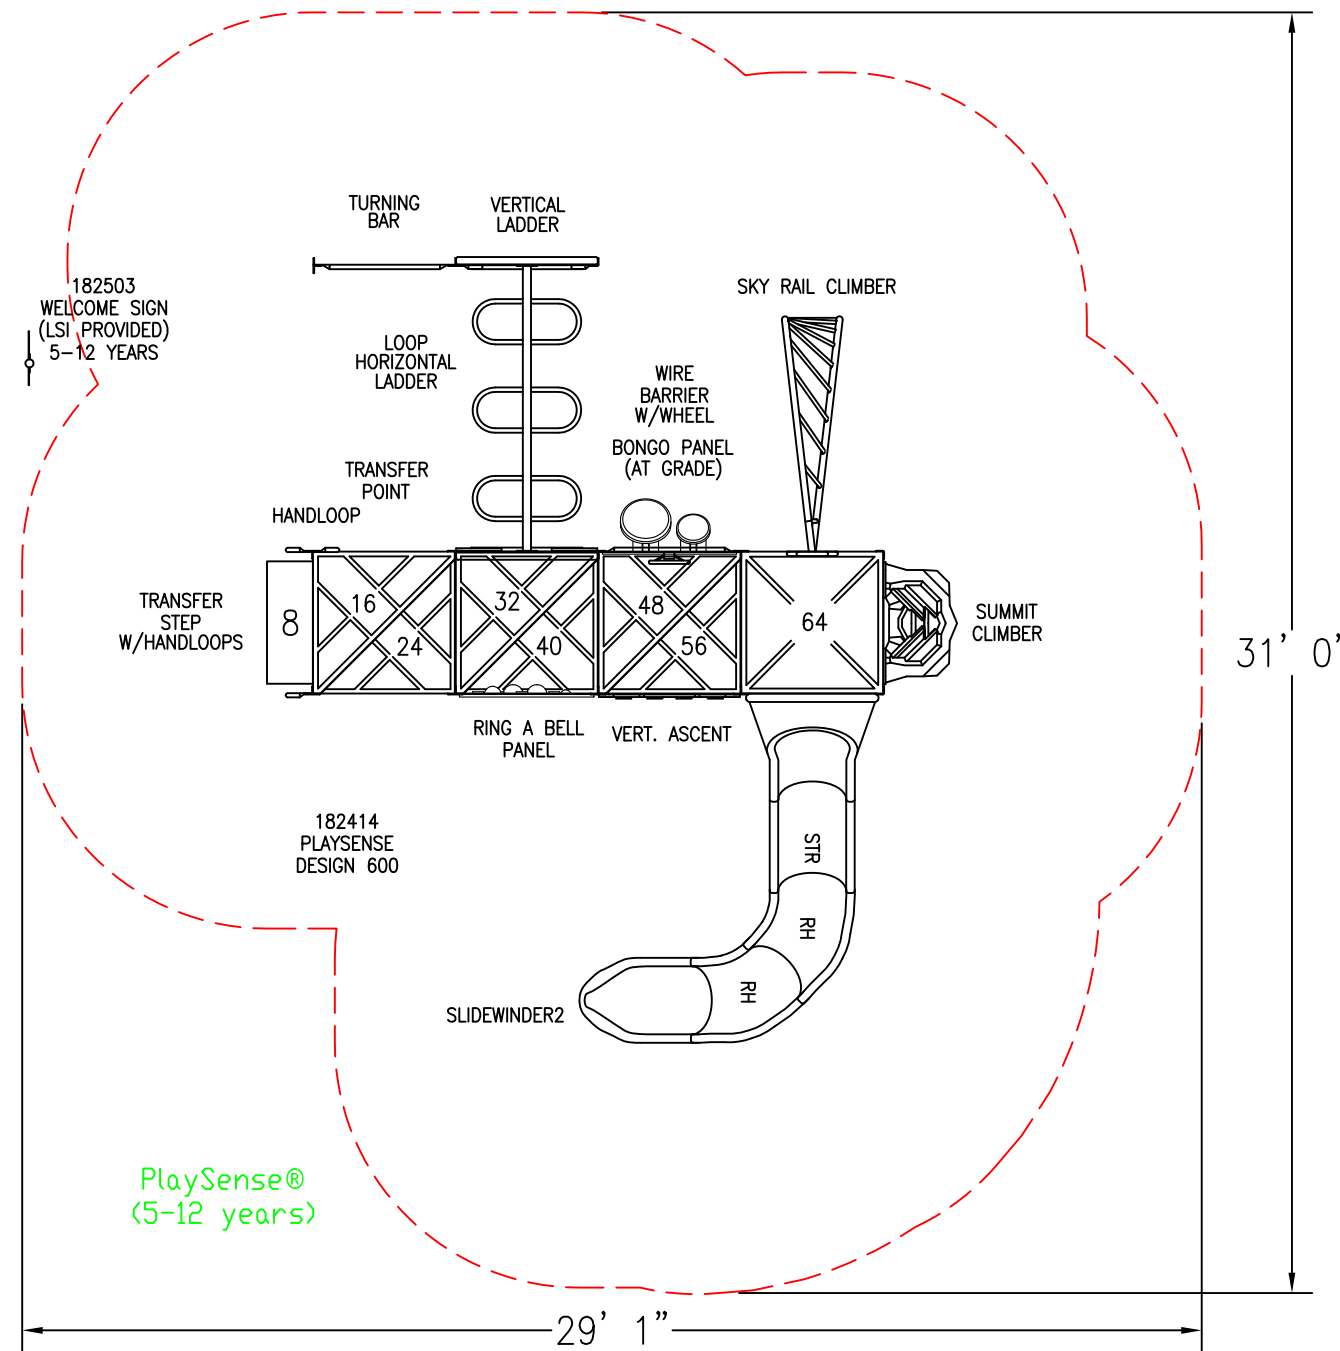 TURNING
BAR
VERTICAL
LADDER
182503
WELCOME SIGN
(LSI PROVIDED)
5-12 YEARS
SKY RAIL CLIMBER
LOOP
HORIZONTAL
LADDER
WIRE
BARRIER
W/WHEEL
BONGO PANEL
(AT GRADE)
TRANSFER
POINT
HANDLOOP
TRANSFER
STEP
W/HANDLOOPS
8
16
24
32
40
48
56
64
SUMMIT
CLIMBER
31' 0"
RING A BELL
PANEL
VERT. ASCENT
182414
PLAYSENSE
DESIGN 600
STR
RH
RH
SLIDEWINDER2
PlaySense®
(5-12 years)
29' 1"